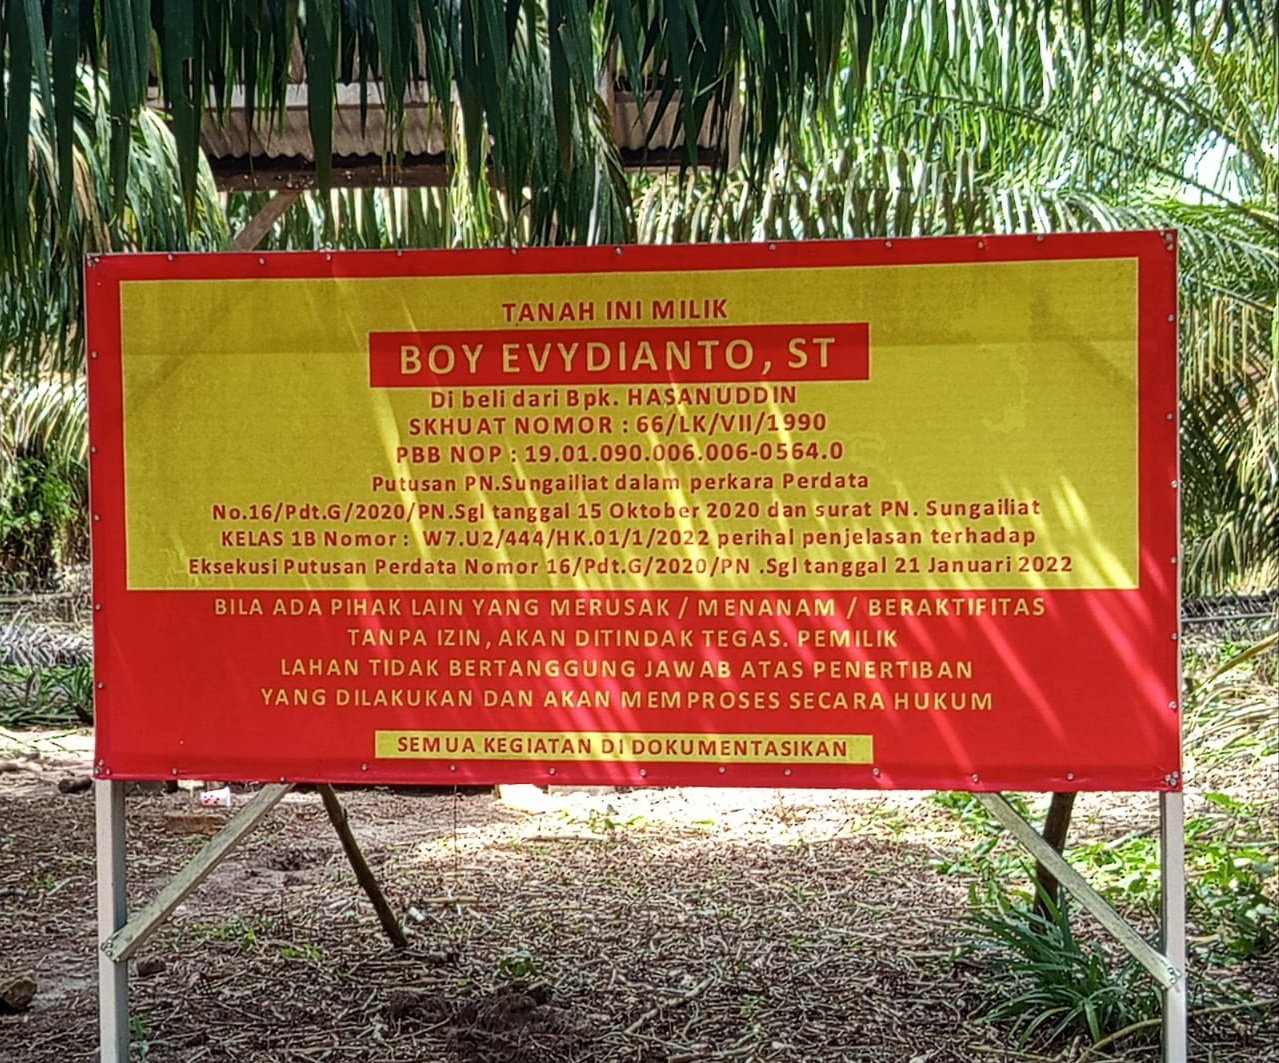 TANAH INI MILIK
BOY EVYDIANTO, ST
Di beli dari Bpk. HASANUDDIN
SKHUAT NOMOR : 66/LK/VII/1990
PBB NOP : 19.01.090.006.006-0564.0
Putusan PN.Sungailiat dalam perkara Perdata
No.16/Pdt.G/2020/PN.Sgl tanggal 15 Oktober 2020 dan surat PN. Sungailiat
KELAS 1B Nomor : W7.U2/444/HK.01/1/2022 perihal penjelasan terhadap
Eksekusi Putusan Perdata Nomor 16/Pdt.G/2020/PN .Sgl tanggal 21 Januari 2022
BILA ADA PIHAK LAIN YANG MERUSAK / MENANAM / BERAKTIFITAS
TANPA IZIN, AKAN DITINDAK TEGAS. PEMILIK
LAHAN TIDAK BERTANGGUNG JAWAB ATAS PENERTIBAN
YANG DILAKUKAN DAN AKAN MEMPROSES SECARA HUKUM
SEMUA KEGIATAN DI DOKUMENTASIKAN